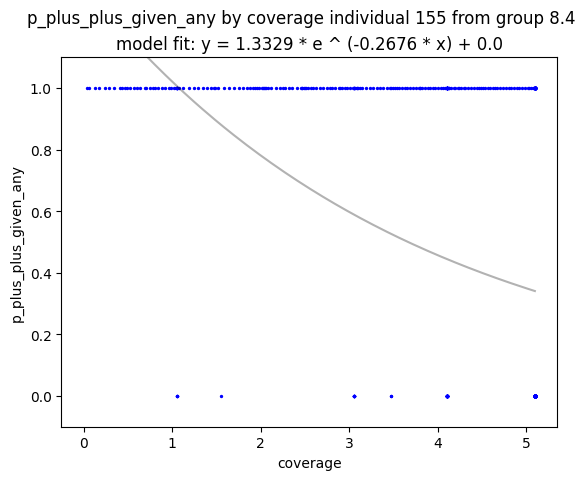 p_plus_plus_given_any by coverage individual 155 from group 8.4
model fit: y = 1.3329 * e ^ (-0.2676 * x) + 0.0
1.0
0.8
0.6
0.4
0.2
0.0
p_plus_plus_given_any
0 1 2 3 4 5
coverage